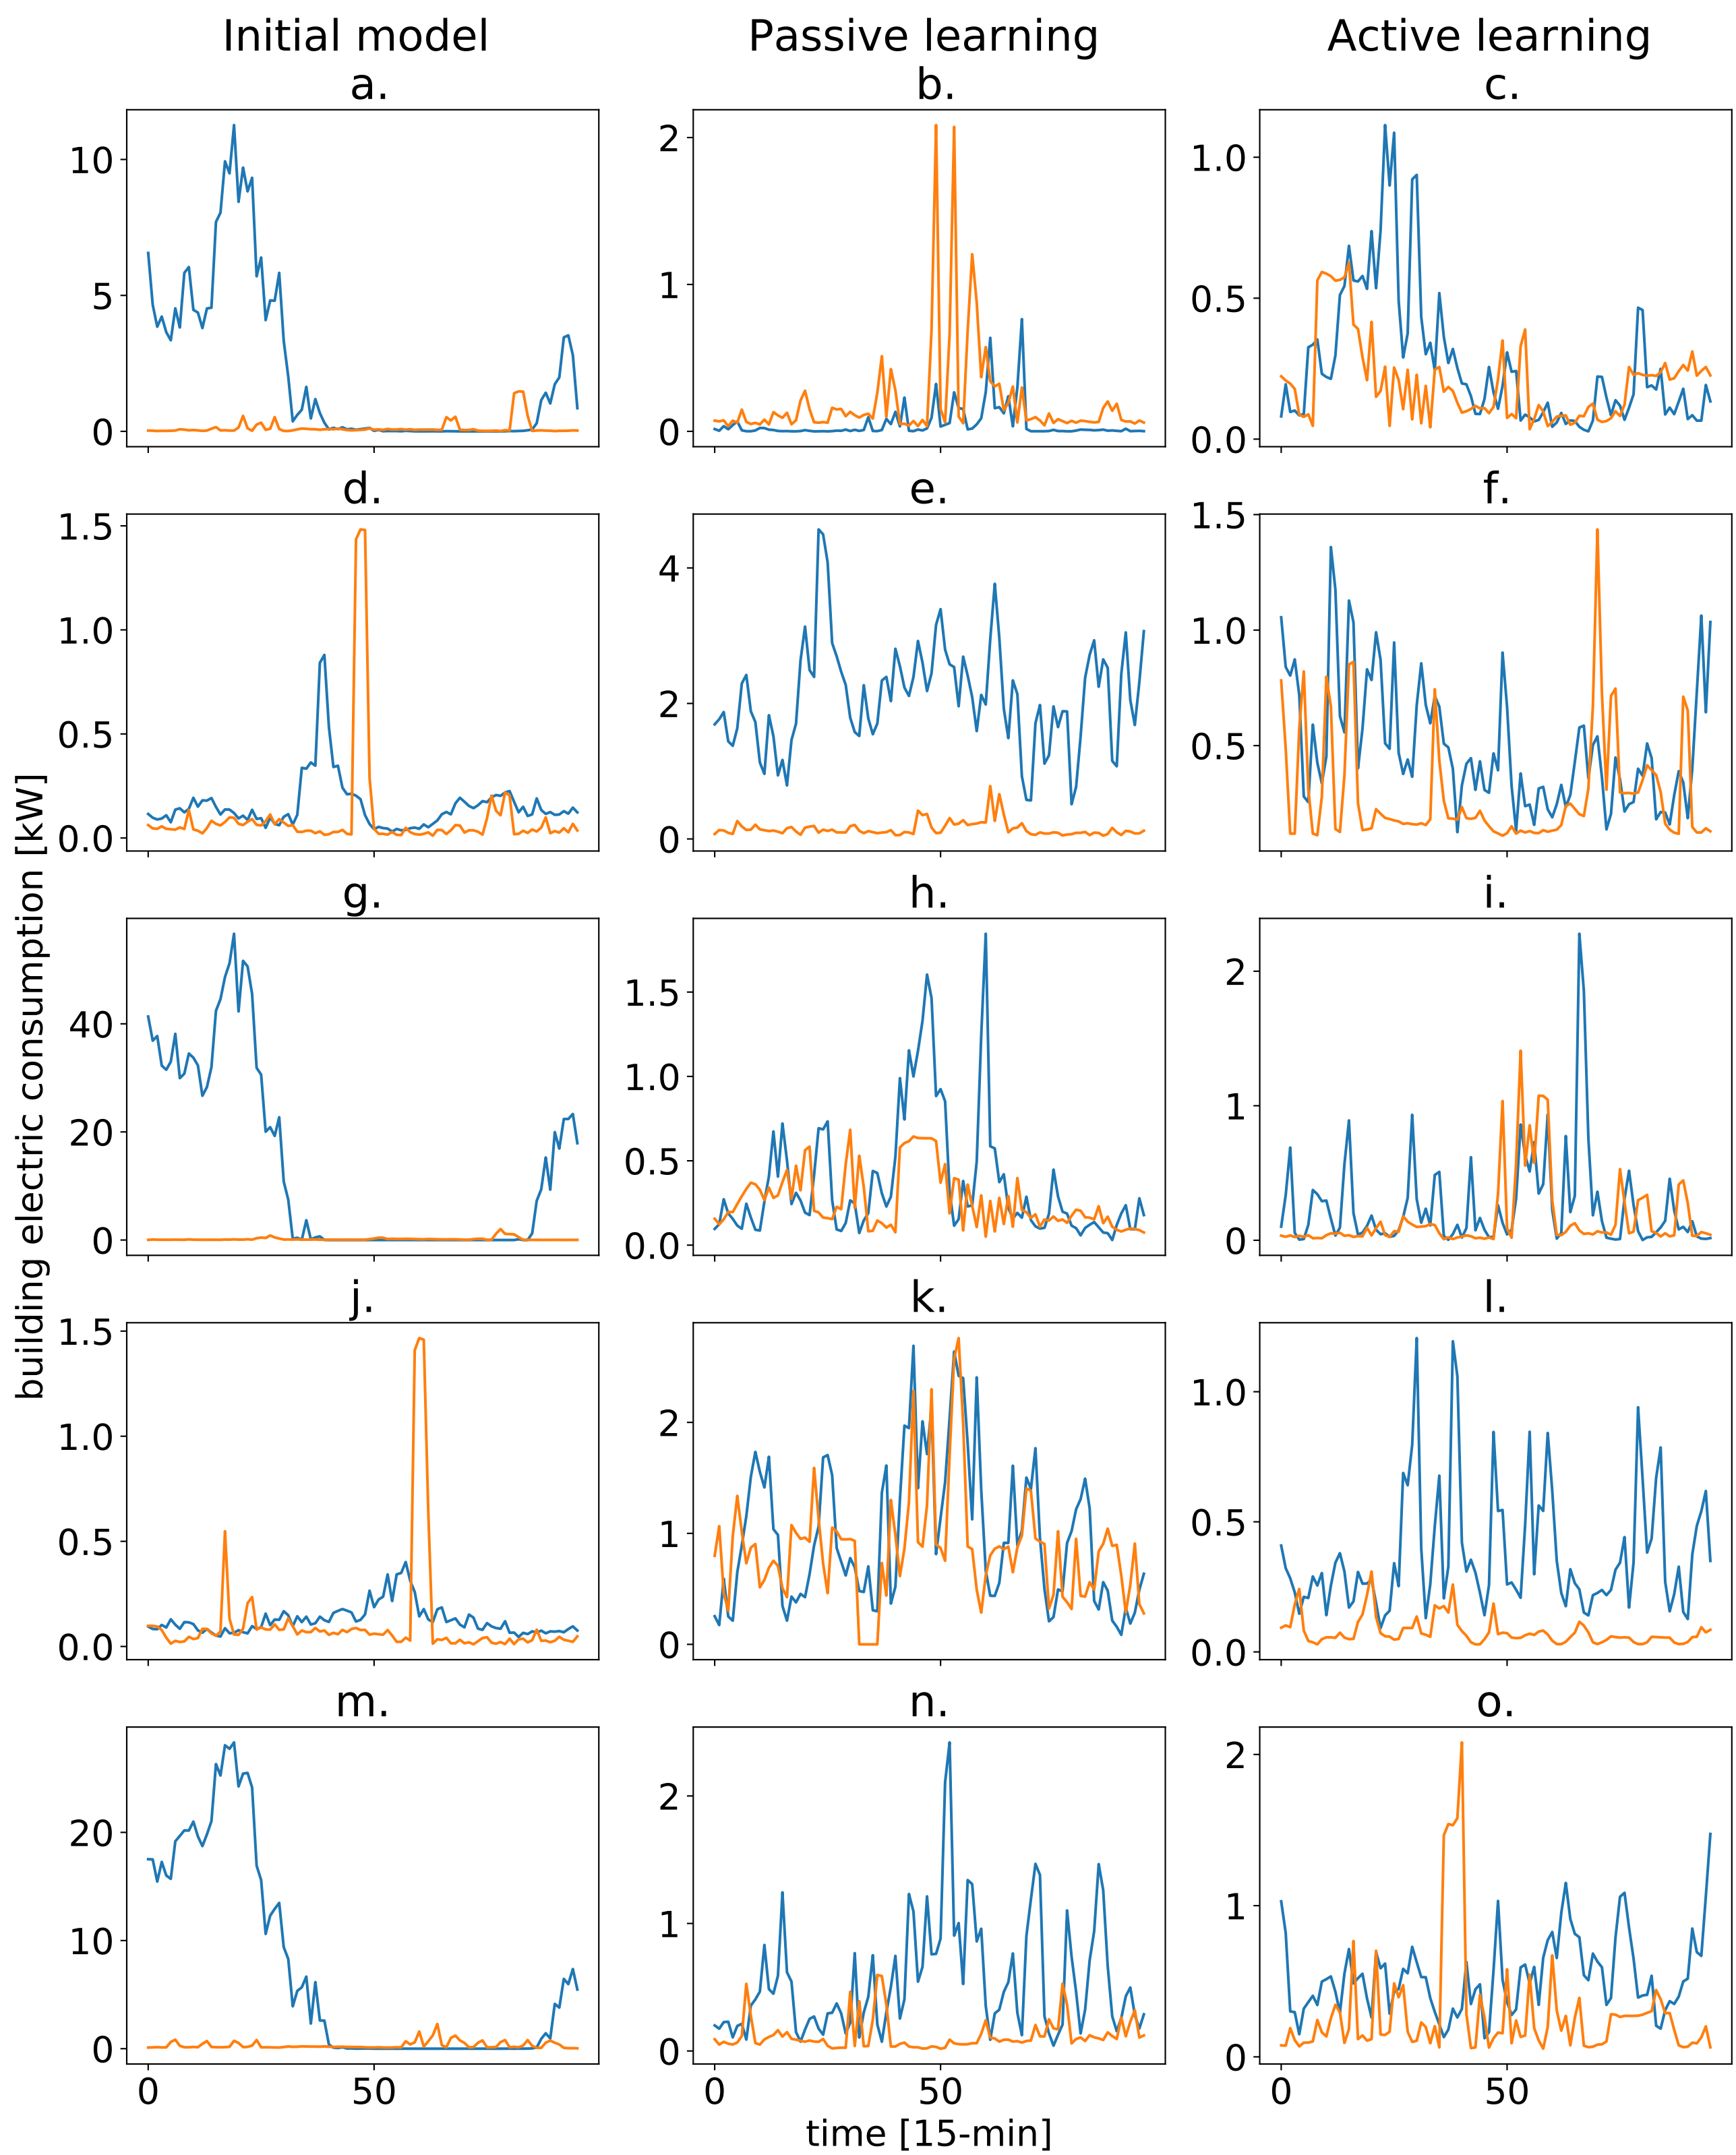 Initial model Passive learning Active learning
a. b. c.
10 2 1.0
5 1 0.5
0 0 0.0
d. e. f.
1.5 4 1.5
1.0 2 1.0
0.5 0 0.5
0.0
g. h. i.
40 1.5 2
20 1.0 1
0 0.5 0
0.0
building electric consumption [kW]
j. k. l.
1.5 2 1.0
1.0 1 0.5
0.5 0 0.0
0.0
m. n. o.
20 2 2
10 1 1
0 0 0
0 50 0 50 0 50
time [15-min]